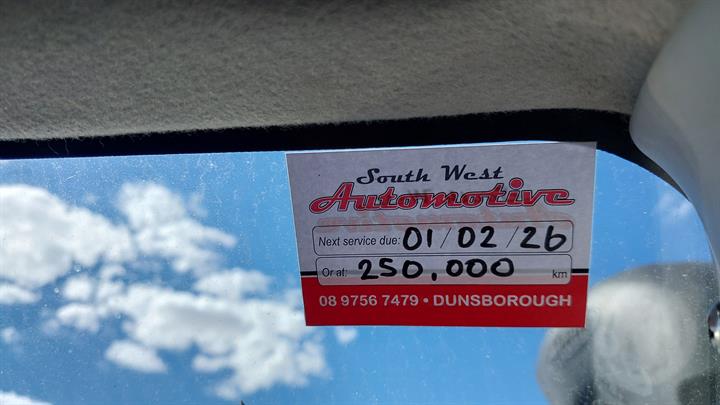 South West
Automotive
Next service due: 01/02/26
Or at: 250,000 km
08 9756 7479 • DUNSBOROUGH